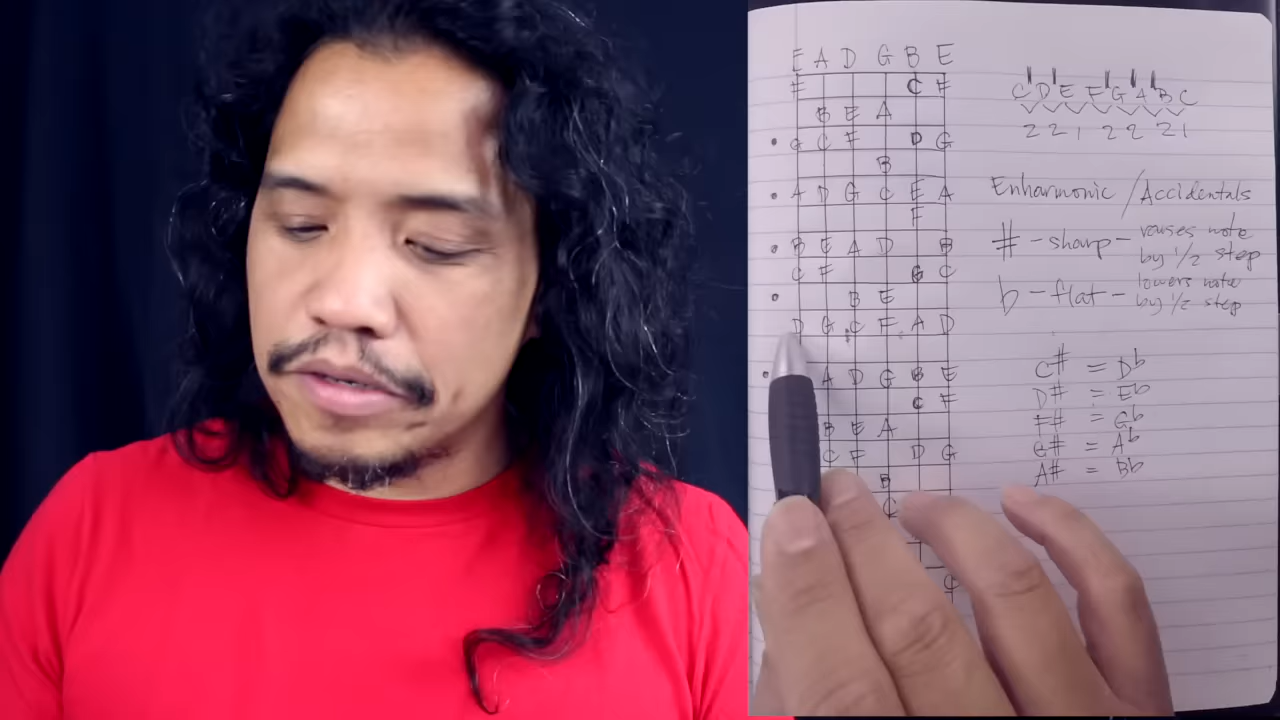 E A D G B E
F C F
B E A
G C F D G
B
A D G C E A
F
B E A D B
C F G C
B E
D G C F A D
A D G B E
C F
B E A
C F D G
B
C
C
C D E F G A B C
2 2 1 2 2 2 1
Enharmonic / Accidentals
# - sharp - raises note by 1/2 step
b - flat - lowers note by 1/2 step
C# = Db
D# = Eb
F# = Gb
G# = Ab
A# = Bb